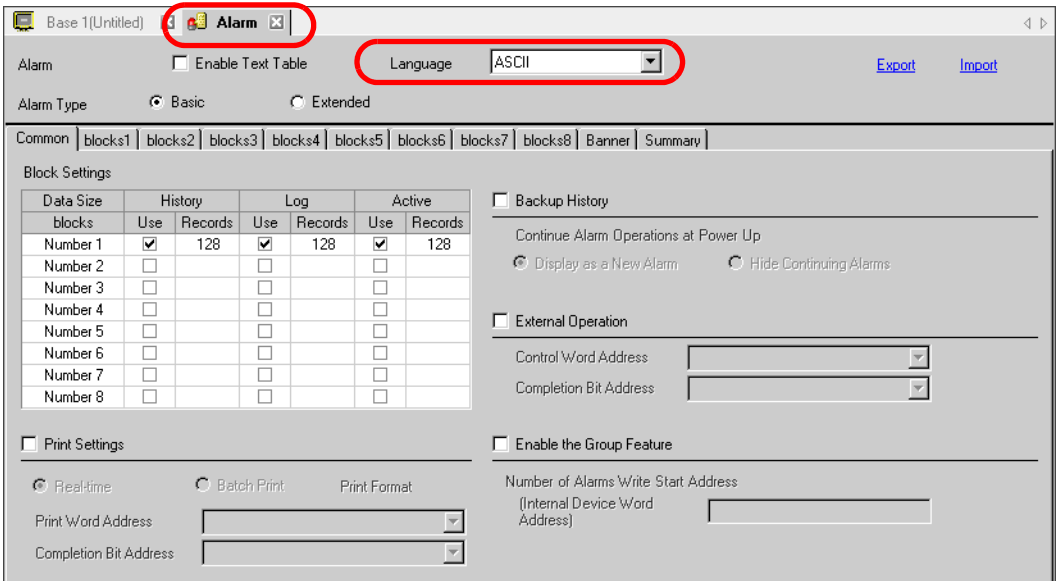 Base 1(Untitled) Alarm
Alarm Enable Text Table Language ASCII Export Import
Alarm Type Basic Extended
Common blocks1 blocks2 blocks3 blocks4 blocks5 blocks6 blocks7 blocks8 Banner Summary
Block Settings
Data Size History Log Active
blocks Use Records Use Records Use Records
Number 1 128 128 128
Number 2
Number 3
Number 4
Number 5
Number 6
Number 7
Number 8
Print Settings
Real-time Batch Print Print Format
Print Word Address
Completion Bit Address
Backup History
Continue Alarm Operations at Power Up
Display as a New Alarm Hide Continuing Alarms
External Operation
Control Word Address
Completion Bit Address
Enable the Group Feature
Number of Alarms Write Start Address
(Internal Device Word
Address)